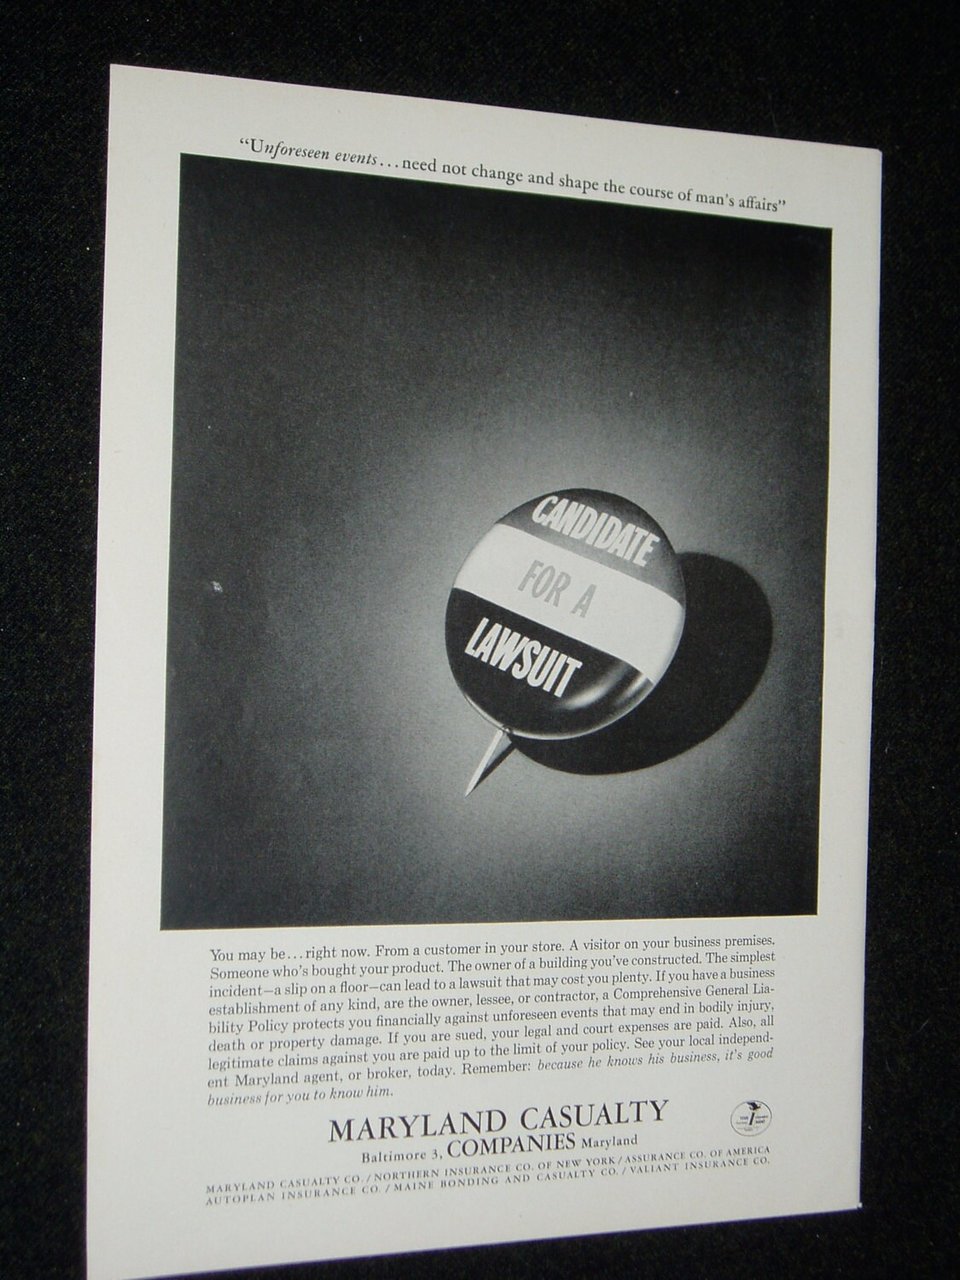 “Unforeseen events...need not change and shape the course of man's affairs”
CANDIDATE
FOR A
LAWSUIT
You may be...right now. From a customer in your store. A visitor on your business premises.
Someone who's bought your product. The owner of a building you've constructed. The simplest
incident—a slip on a floor—can lead to a lawsuit that may cost you plenty. If you have a business
establishment of any kind, are the owner, lessee, or contractor, a Comprehensive General Lia-
bility Policy protects you financially against unforeseen events that may end in bodily injury,
death or property damage. If you are sued, your legal and court expenses are paid. Also, all
legitimate claims against you are paid up to the limit of your policy. See your local independ-
ent Maryland agent, or broker, today. Remember: because he knows his business, it's good
business for you to know him.
MARYLAND CASUALTY
Baltimore 3, COMPANIES Maryland
MARYLAND CASUALTY CO./NORTHERN INSURANCE CO. OF NEW YORK/ASSURANCE CO. OF AMERICA
AUTOPLAN INSURANCE CO./MAINE BONDING AND CASUALTY CO./VALIANT INSURANCE CO.